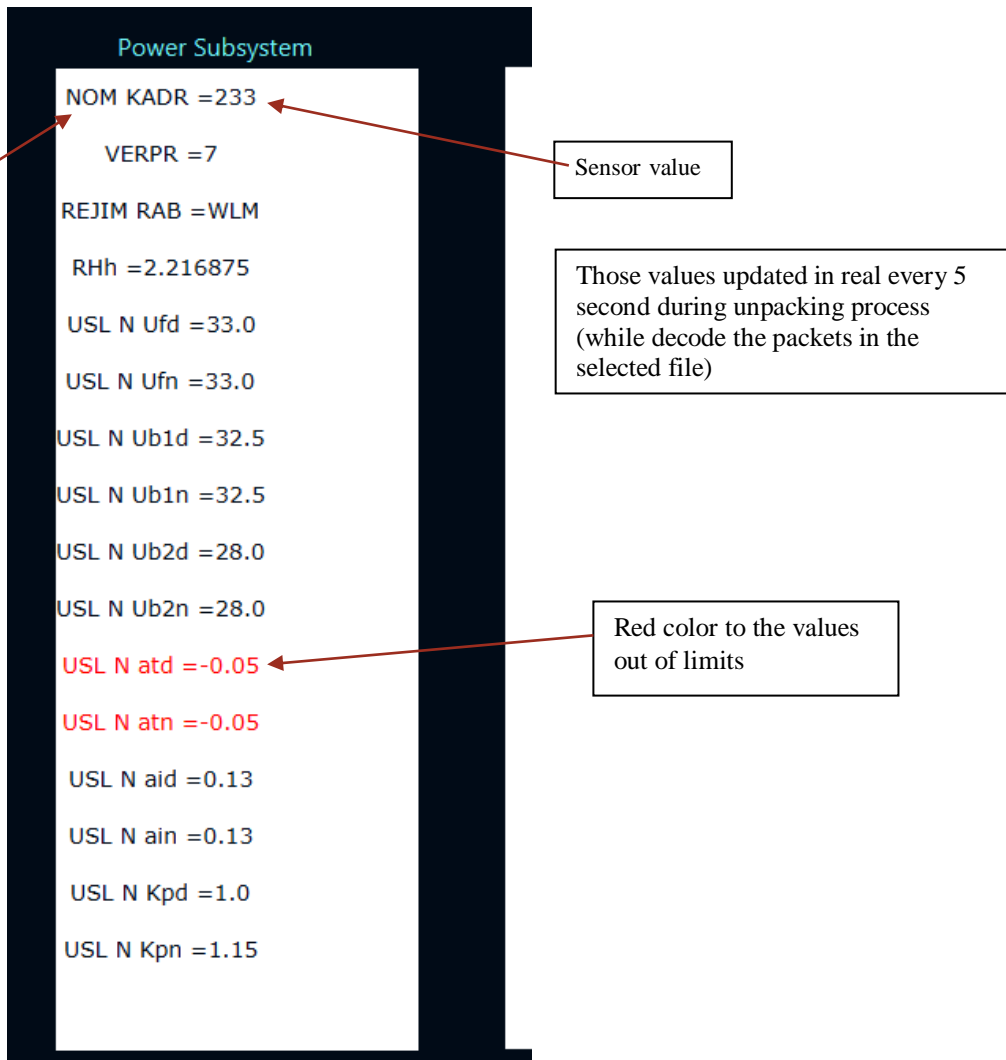 Power Subsystem
NOM KADR =233
VERPR =7
REJIM RAB =WLM
RHh =2.216875
USL N Ufd =33.0
USL N Ufn =33.0
USL N Ub1d =32.5
USL N Ub1n =32.5
USL N Ub2d =28.0
USL N Ub2n =28.0
USL N atd =-0.05
USL N atn =-0.05
USL N aid =0.13
USL N ain =0.13
USL N Kpd =1.0
USL N Kpn =1.15
Sensor value
Those values updated in real every 5
second during unpacking process
(while decode the packets in the
selected file)
Red color to the values
out of limits